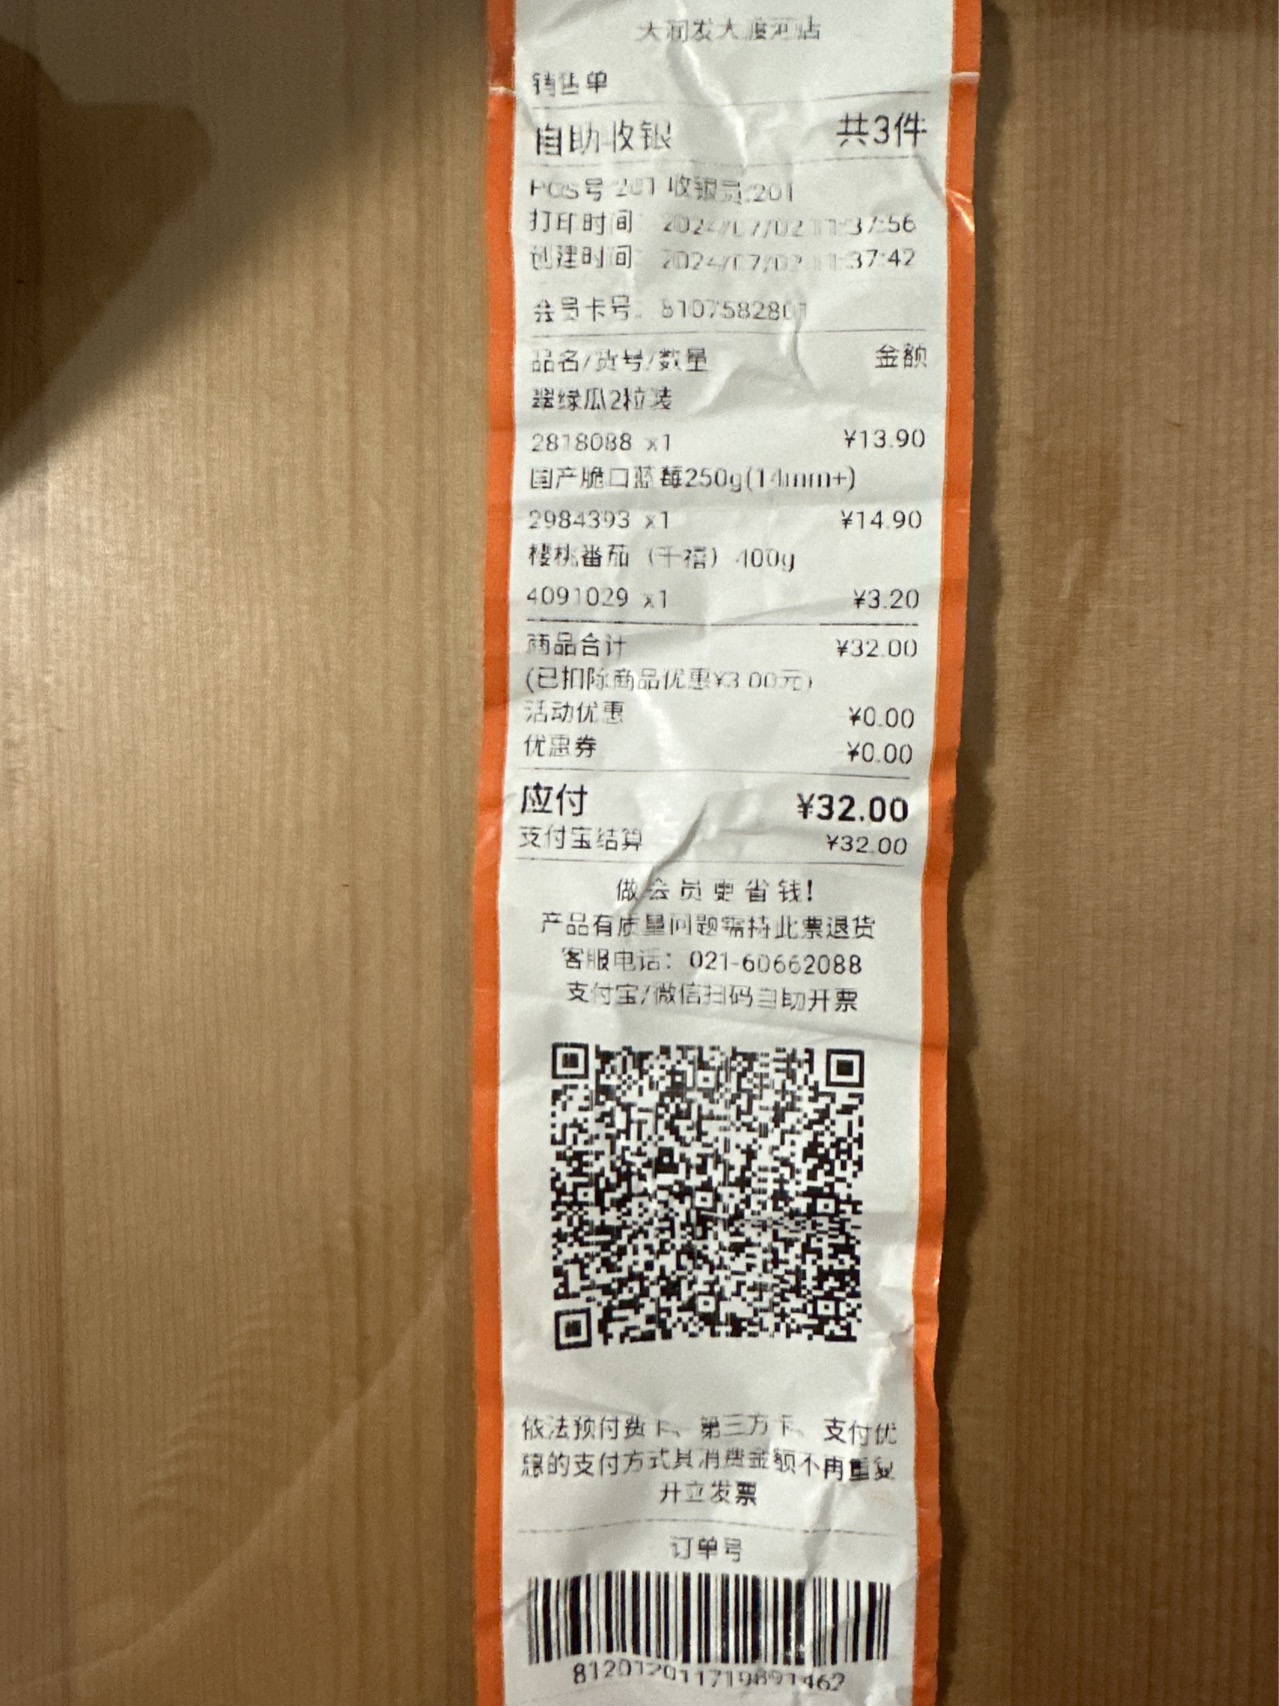 大润发大渡河店
销售单
自助收银 共3件
POS号:201 收银员:201
打印时间: 2024/07/02 11:37:56
创建时间: 2024/07/02 11:37:42
会员卡号: 8107582801
品名/货号/数量 金额
翠绿瓜2粒装
2818088 x1 ¥13.90
国产脆口蓝莓250g(14mm+)
2984393 x1 ¥14.90
樱桃番茄（千禧）400g
4091029 x1 ¥3.20
商品合计 ¥32.00
(已扣除商品优惠¥3.00元)
活动优惠 ¥0.00
优惠券 ¥0.00
应付 ¥32.00
支付宝结算 ¥32.00
做会员更省钱!
产品有质量问题需持此票退货
客服电话：021-60662088
支付宝/微信扫码自助开票
依法预付费卡、第三方卡、支付优
惠的支付方式其消费金额不再重复
开立发票
订单号
812012011719891462